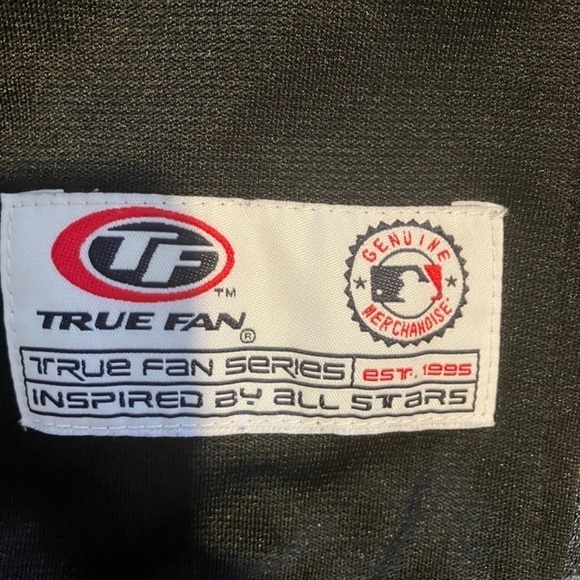 TF
TM
TRUE FAN®
GENUINE
MERCHANDISE
TRUE FAN SERIES EST. 1995
INSPIRED BY ALL STARS